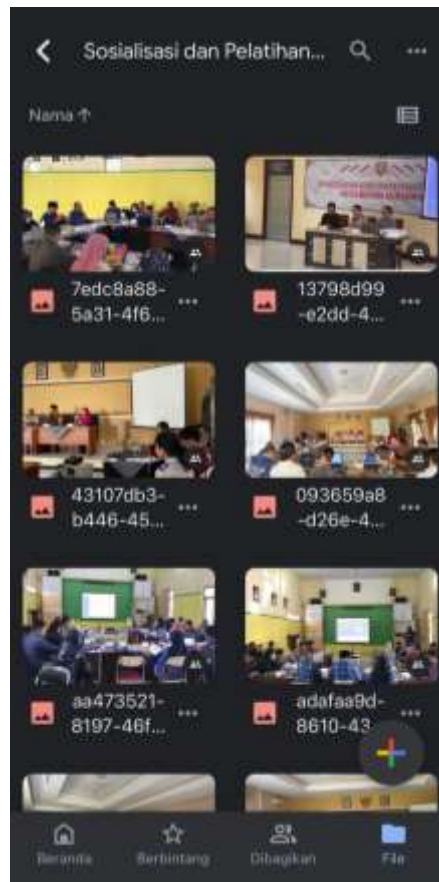 Sosialisasi dan Pelatihan...
Nama
7edc8a88-
5a31-4f6...
13798d99
-e2dd-4...
43107db3-
b446-45...
093659a8
-d26e-4...
aa473521-
8197-46f...
adafaa9d-
8610-43
Beranda
Berbintang
Dibagikan
File